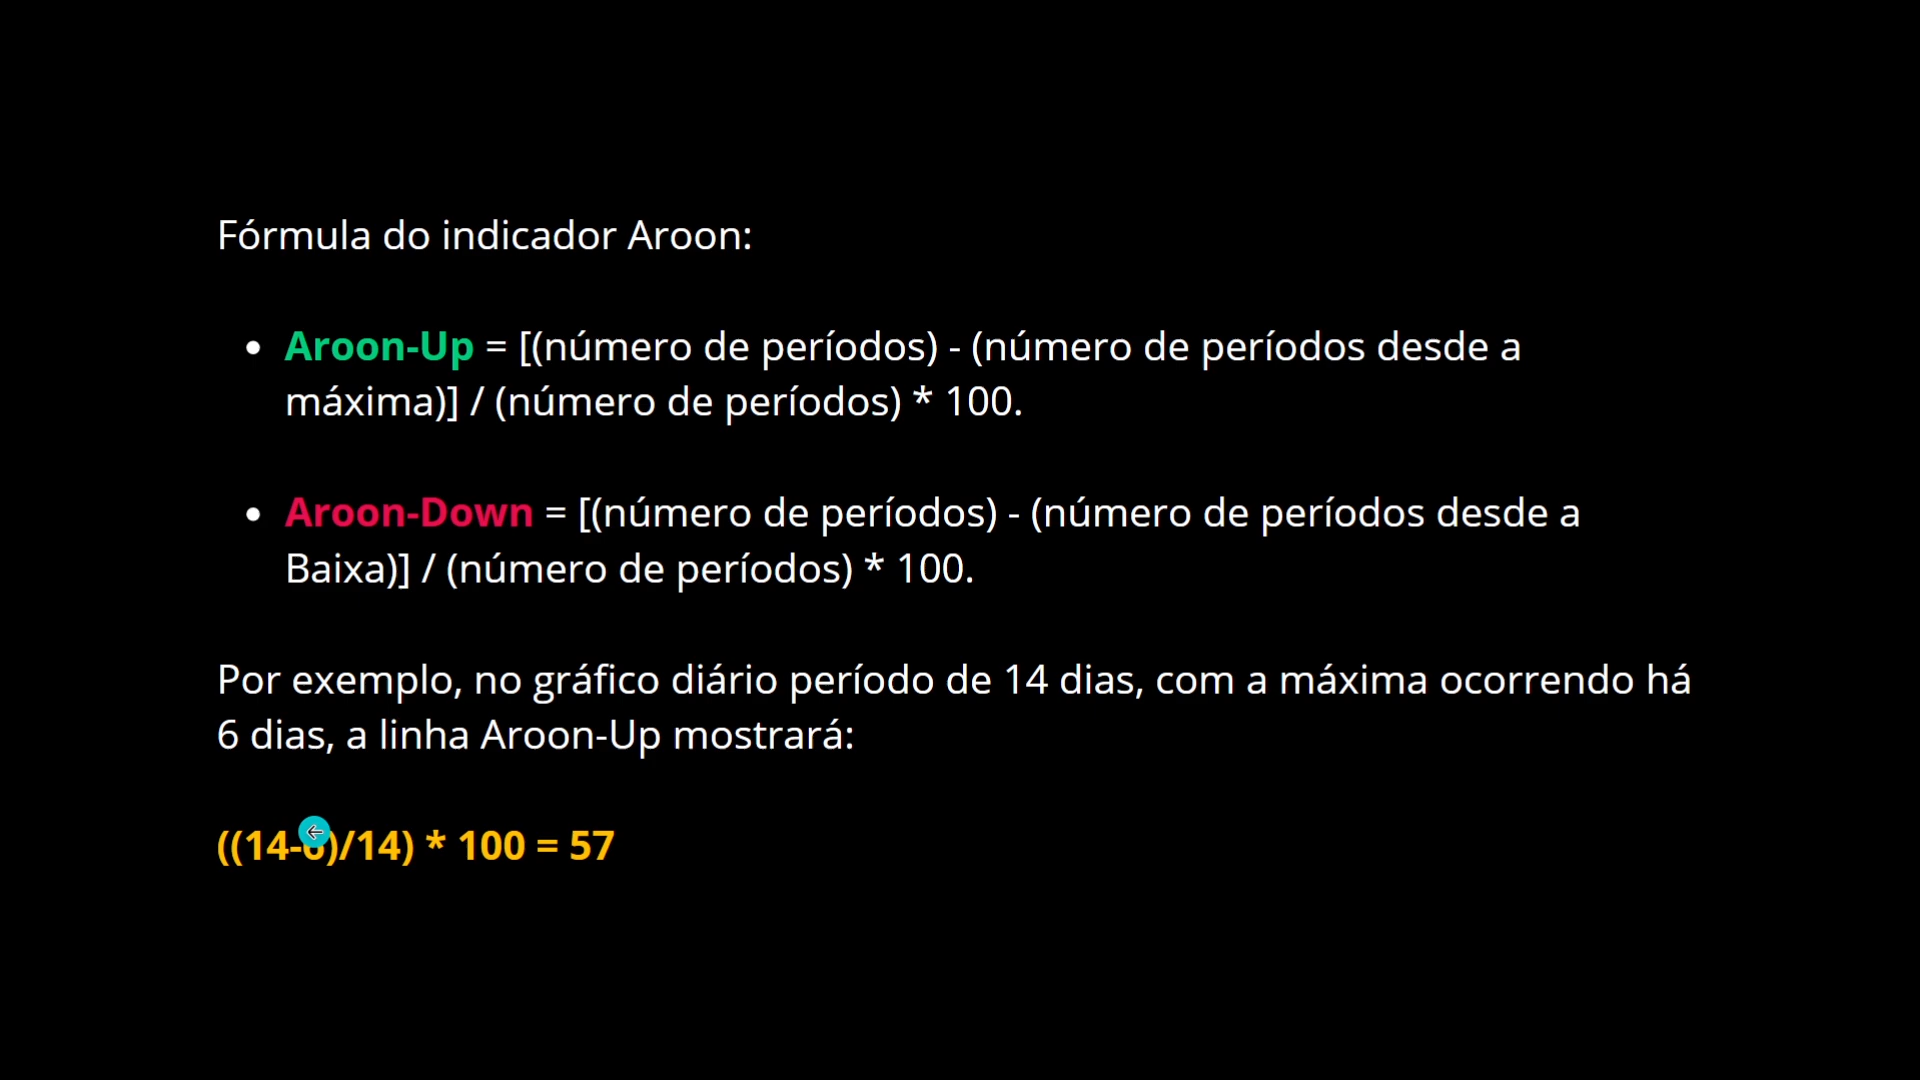 Fórmula do indicador Aroon:
• Aroon-Up = [(número de períodos) - (número de períodos desde a
máxima)] / (número de períodos) * 100.
• Aroon-Down = [(número de períodos) - (número de períodos desde a
Baixa)] / (número de períodos) * 100.
Por exemplo, no gráfico diário período de 14 dias, com a máxima ocorrendo há
6 dias, a linha Aroon-Up mostrará:
((14-6)/14) * 100 = 57